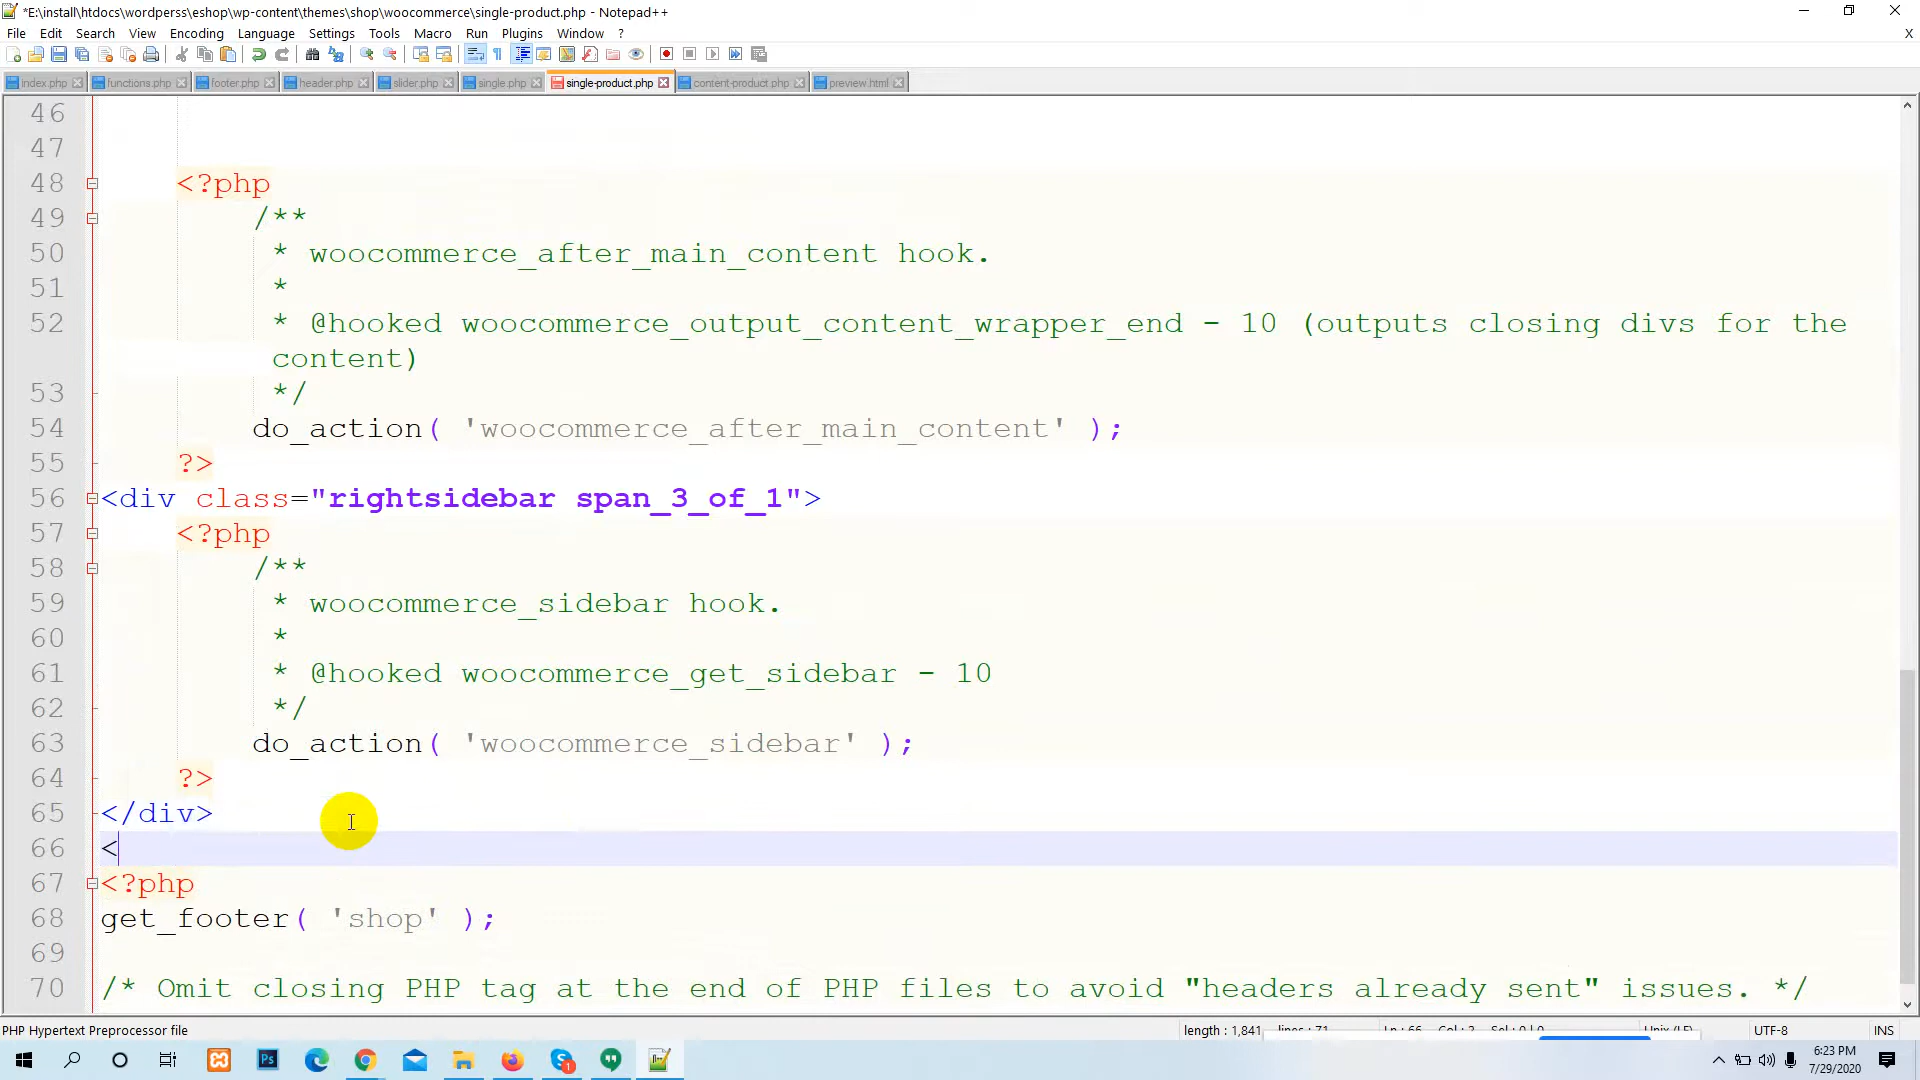 *E:\install\htdocs\wordperss\eshop\wp-content\themes\shop\woocommerce\single-product.php - Notepad++
File Edit Search View Encoding Language Settings Tools Macro Run Plugins Window ? X
index.php functions.php footer.php header.php slider.php single.php single-product.php content-product.php preview.html
46
47
48 <?php
49 /**
50 * woocommerce_after_main_content hook.
51 *
52 * @hooked woocommerce_output_content_wrapper_end - 10 (outputs closing divs for the
content)
53 */
54 do_action( 'woocommerce_after_main_content' );
55 ?>
56 <div class="rightsidebar span_3_of_1">
57 <?php
58 /**
59 * woocommerce_sidebar hook.
60 *
61 * @hooked woocommerce_get_sidebar - 10
62 */
63 do_action( 'woocommerce_sidebar' );
64 ?>
65 </div>
66 <
67 <?php
68 get_footer( 'shop' );
69
70 /* Omit closing PHP tag at the end of PHP files to avoid "headers already sent" issues. */
PHP Hypertext Preprocessor file length : 1,841 lines : 71 UTF-8 INS
6:23 PM
7/29/2020